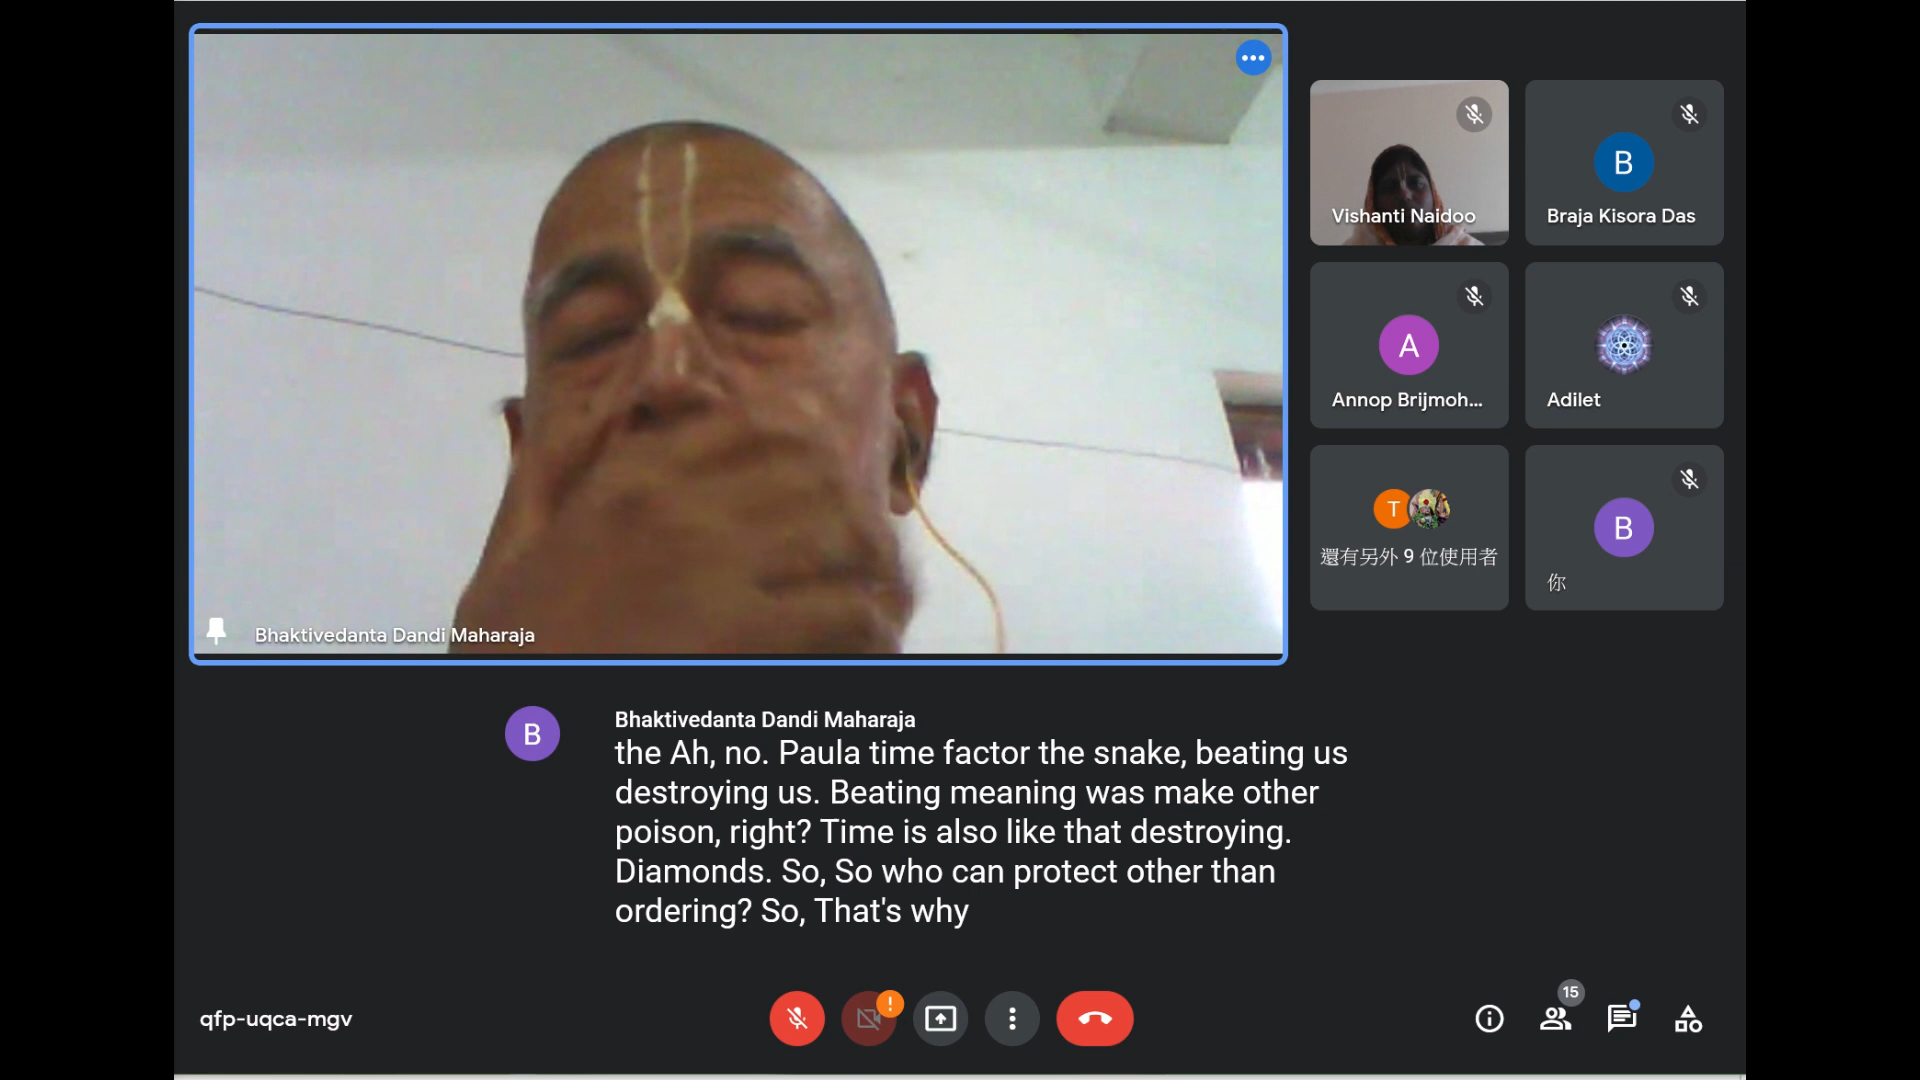 Vishanti Naidoo
B
Braja Kisora Das
A
Annop Brijmoh...
Adilet
T
還有另外 9 位使用者
B
你
Bhaktivedanta Dandi Maharaja
B
Bhaktivedanta Dandi Maharaja
the Ah, no. Paula time factor the snake, beating us
destroying us. Beating meaning was make other
poison, right? Time is also like that destroying.
Diamonds. So, So who can protect other than
ordering? So, That's why
qfp-uqca-mgv
15